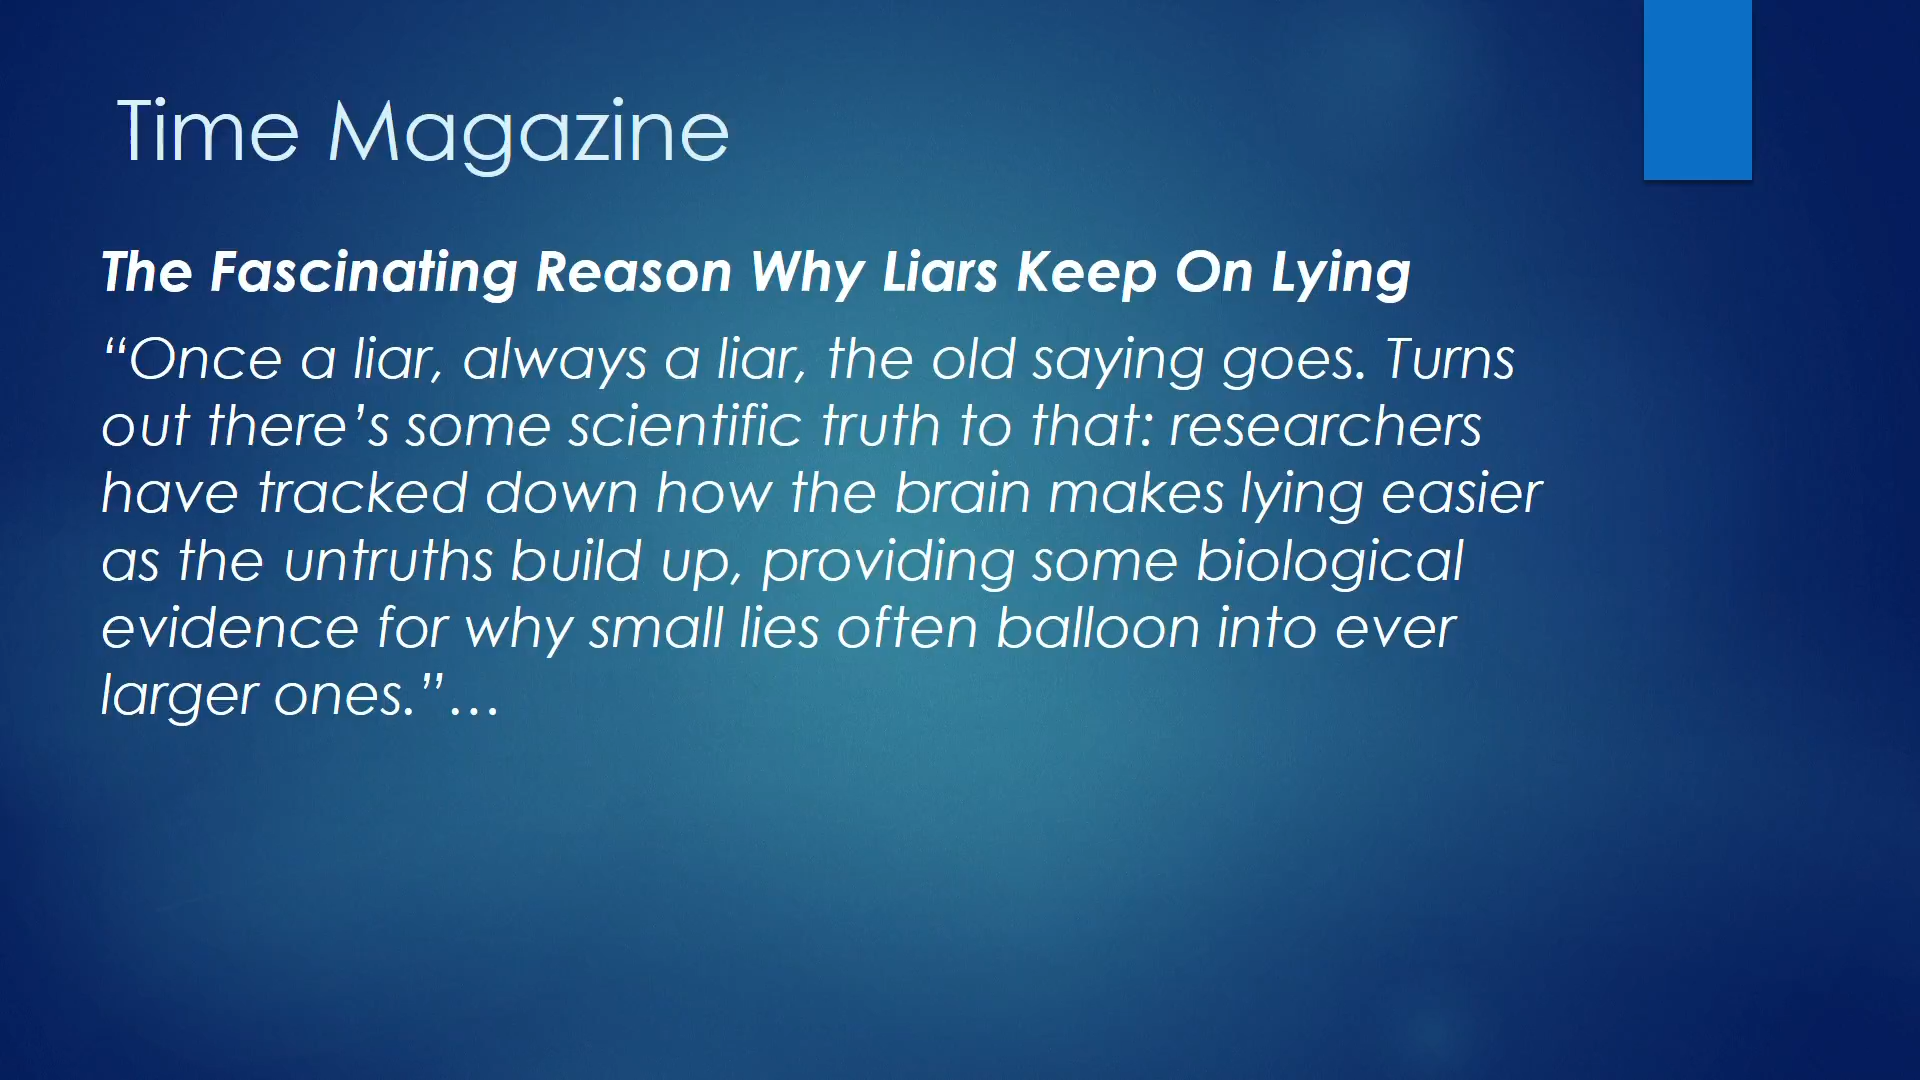 Time Magazine
The Fascinating Reason Why Liars Keep On Lying
“Once a liar, always a liar, the old saying goes. Turns
out there’s some scientific truth to that: researchers
have tracked down how the brain makes lying easier
as the untruths build up, providing some biological
evidence for why small lies often balloon into ever
larger ones.”…